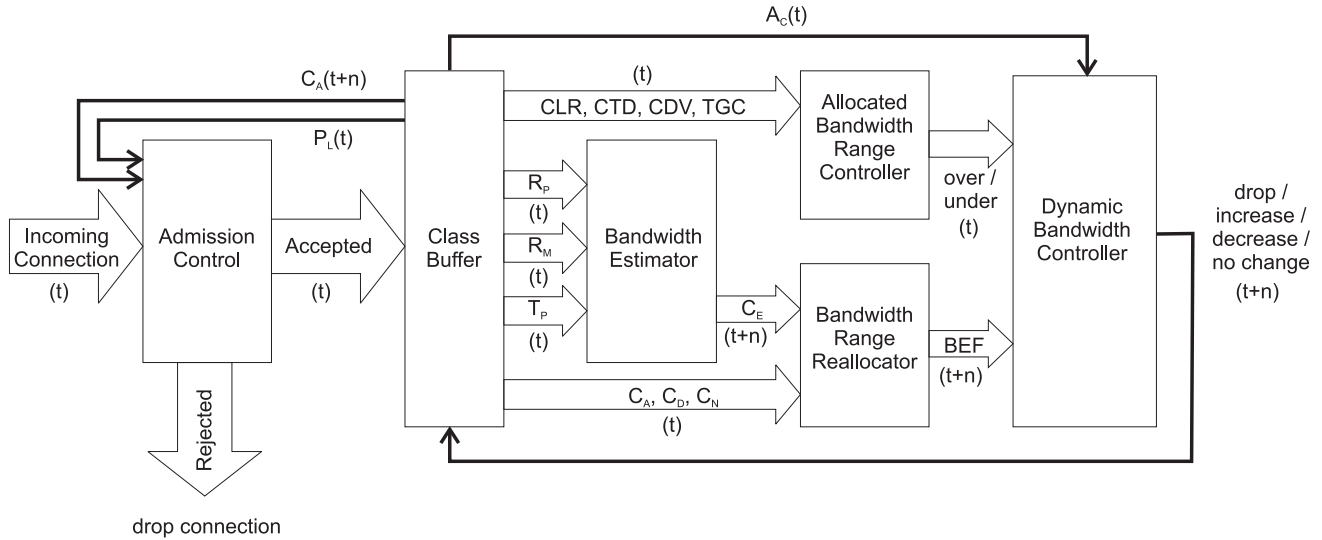 A_C(t)
C_A(t+n)
P_L(t)
(t)
CLR, CTD, CDV, TGC
Incoming
Connection
(t)
Admission
Control
Accepted
(t)
Rejected
drop connection
Class
Buffer
R_P
(t)
R_M
(t)
T_P
(t)
Bandwidth
Estimator
C_E
(t+n)
C_A, C_D, C_N
(t)
Allocated
Bandwidth
Range
Controller
over /
under
(t)
Bandwidth
Range
Reallocator
BEF
(t+n)
Dynamic
Bandwidth
Controller
drop /
increase /
decrease /
no change
(t+n)